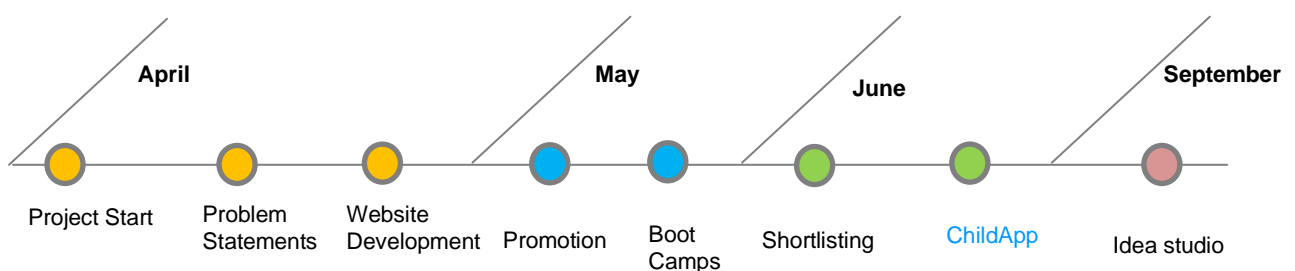 April
May
June
September
Project Start
Problem
Statements
Website
Development
Promotion
Boot
Camps
Shortlisting
ChildApp
Idea studio